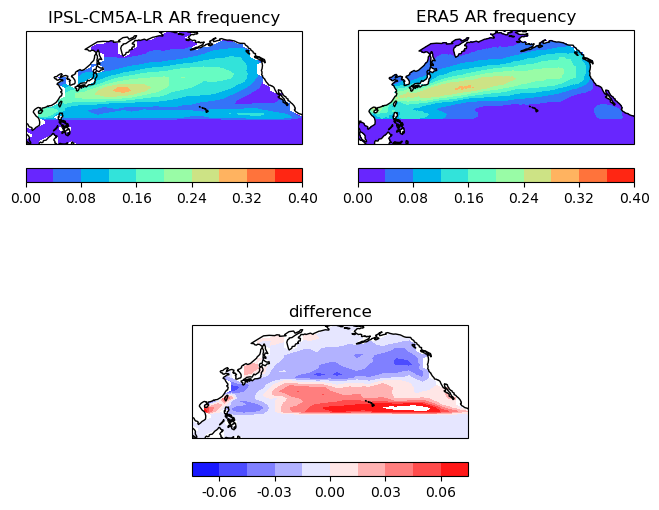 IPSL-CM5A-LR AR frequency
ERA5 AR frequency
0.00 0.08 0.16 0.24 0.32 0.40
0.00 0.08 0.16 0.24 0.32 0.40
difference
-0.06 -0.03 0.00 0.03 0.06